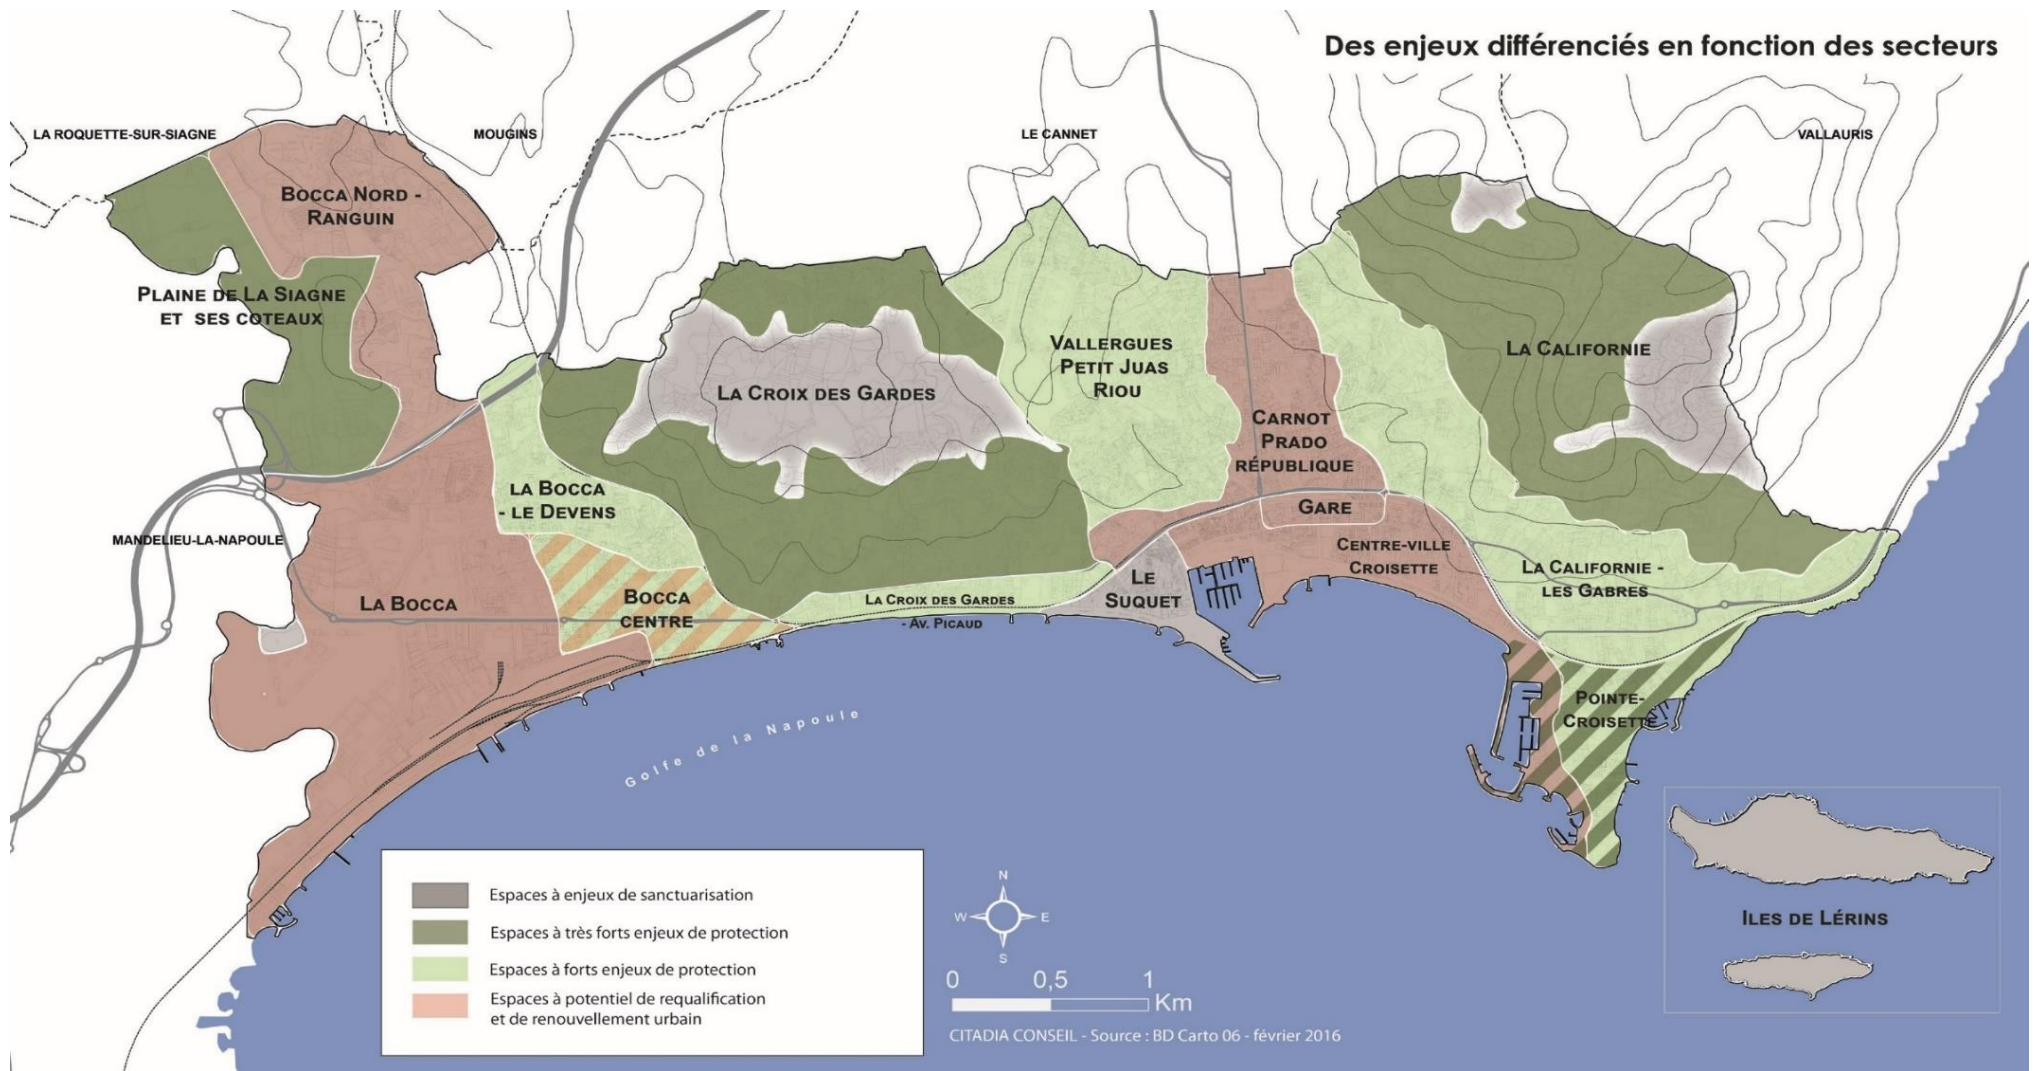 Des enjeux différenciés en fonction des secteurs
LA ROQUETTE-SUR-SIAGNE
MOUGINS
LE CANNET
VALLAURIS
BOCCA NORD -
RANGUIN
PLAINE DE LA SIAGNE
ET SES COTEAUX
LA CROIX DES GARDES
VALLERGUES
PETIT JUAS
RIOU
LA CALIFORNIE
CARNOT
PRADO
RÉPUBLIQUE
LA BOCCA
- LE DEVENS
GARE
MANDELIEU-LA-NAPOULE
CENTRE-VILLE
CROISETTE
LA CALIFORNIE -
LES GABRES
LE
SUQUET
LA BOCCA
BOCCA
CENTRE
LA CROIX DES GARDES
- AV. PICAUD
POINTE-
CROISETTE
Golfe de la Napoule
Espaces à enjeux de sanctuarisation
Espaces à très forts enjeux de protection
Espaces à forts enjeux de protection
Espaces à potentiel de requalification
et de renouvellement urbain
N
W E
S
0 0,5 1
Km
CITADIA CONSEIL - Source : BD Carto 06 - février 2016
ILES DE LÉRINS